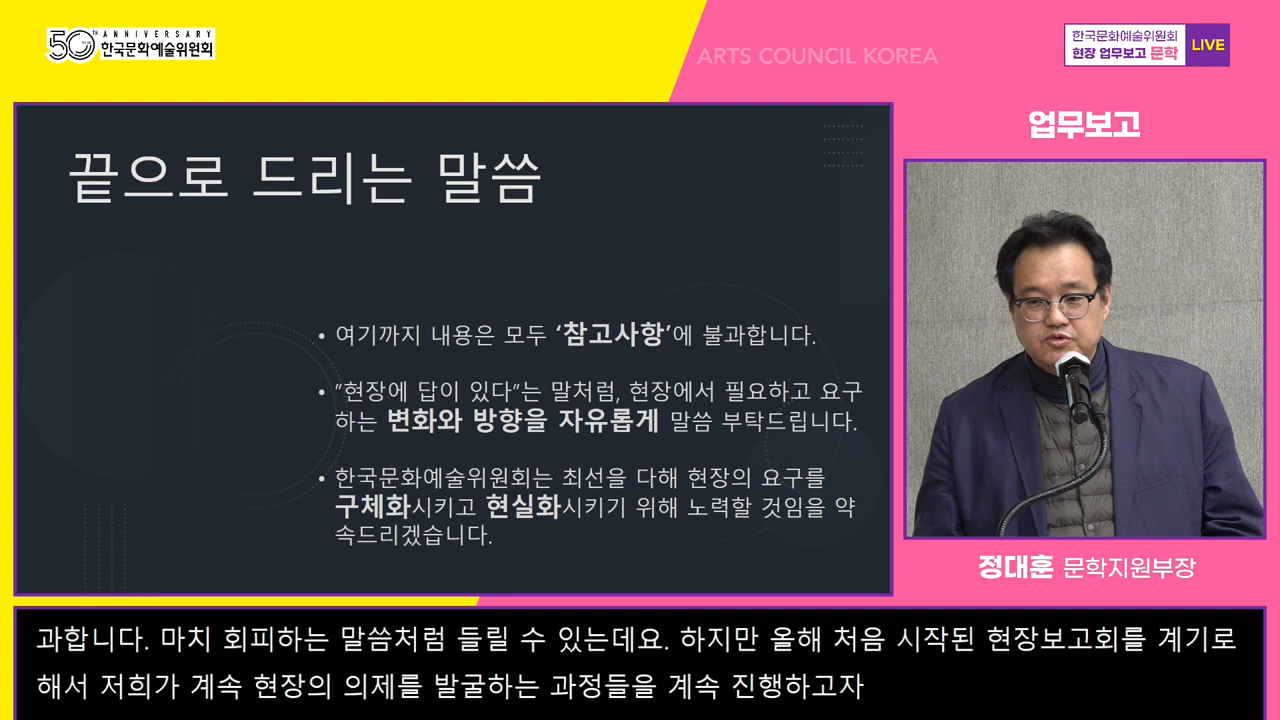 50TH ANNIVERSARY
한국문화예술위원회
ARTS COUNCIL KOREA
한국문화예술위원회
현장 업무보고 문학
LIVE
끝으로 드리는 말씀
• 여기까지 내용은 모두 ‘참고사항’에 불과합니다.
• ”현장에 답이 있다”는 말처럼, 현장에서 필요하고 요구
하는 변화와 방향을 자유롭게 말씀 부탁드립니다.
• 한국문화예술위원회는 최선을 다해 현장의 요구를
구체화시키고 현실화시키기 위해 노력할 것임을 약
속드리겠습니다.
업무보고
정대훈 문학지원부장
과합니다. 마치 회피하는 말씀처럼 들릴 수 있는데요. 하지만 올해 처음 시작된 현장보고회를 계기로
해서 저희가 계속 현장의 의제를 발굴하는 과정들을 계속 진행하고자